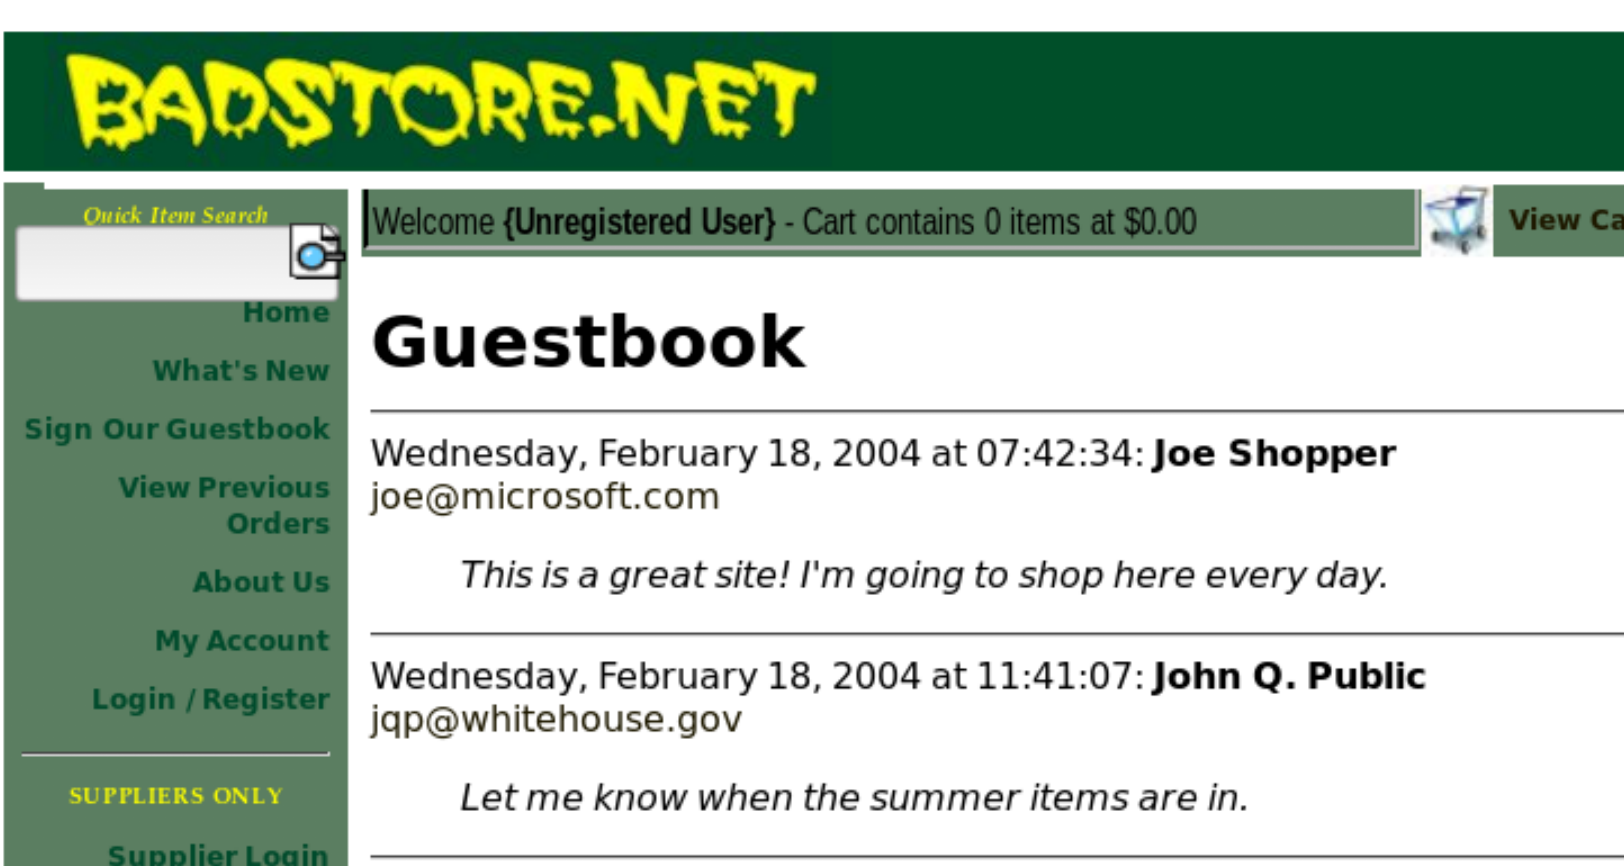 BADSTORE.NET
Quick Item Search
Welcome {Unregistered User} - Cart contains 0 items at $0.00
View
Home
What's New
Sign Our Guestbook
View Previous
Orders
About Us
My Account
Login / Register
SUPPLIERS ONLY
Supplier Login
Guestbook
Wednesday, February 18, 2004 at 07:42:34: Joe Shopper
joe@microsoft.com
This is a great site! I'm going to shop here every day.
Wednesday, February 18, 2004 at 11:41:07: John Q. Public
jqp@whitehouse.gov
Let me know when the summer items are in.